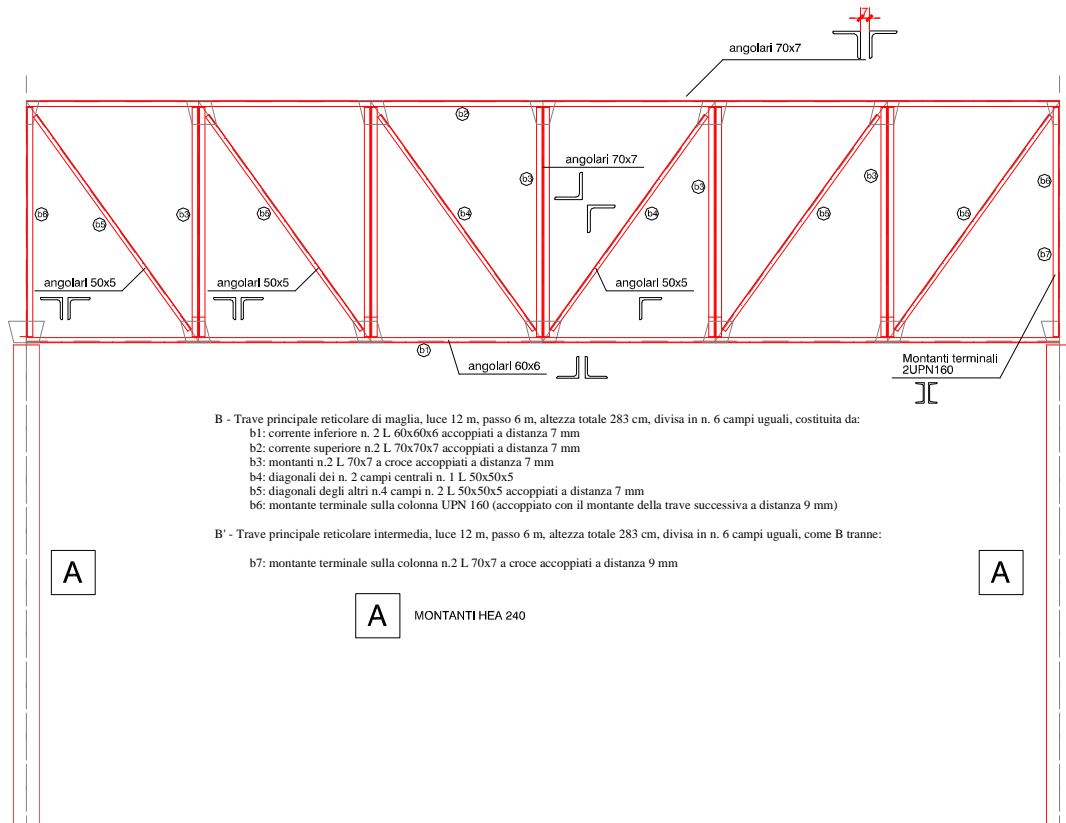 7
angolari 70x7
b2
angolari 70x7
b3
b3
b3
b6
b6
b5
b3
b5
b4
b4
b5
b5
b7
angolari 50x5
angolari 50x5
angolari 50x5
b1
angolari 60x6
Montanti terminali
2UPN160
B - Trave principale reticolare di maglia, luce 12 m, passo 6 m, altezza totale 283 cm, divisa in n. 6 campi uguali, costituita da:
b1: corrente inferiore n. 2 L 60x60x6 accoppiati a distanza 7 mm
b2: corrente superiore n.2 L 70x70x7 accoppiati a distanza 7 mm
b3: montanti n.2 L 70x7 a croce accoppiati a distanza 7 mm
b4: diagonali dei n. 2 campi centrali n. 1 L 50x50x5
b5: diagonali degli altri n.4 campi n. 2 L 50x50x5 accoppiati a distanza 7 mm
b6: montante terminale sulla colonna UPN 160 (accoppiato con il montante della trave successiva a distanza 9 mm)
B' - Trave principale reticolare intermedia, luce 12 m, passo 6 m, altezza totale 283 cm, divisa in n. 6 campi uguali, come B tranne:
b7: montante terminale sulla colonna n.2 L 70x7 a croce accoppiati a distanza 9 mm
A
A
A MONTANTI HEA 240